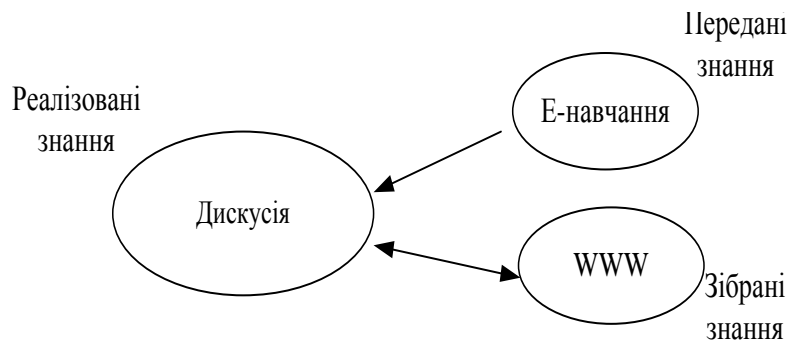 Передані
знання
Реалізовані
знання
Е-навчання
Дискусія
WWW
Зібрані
знання